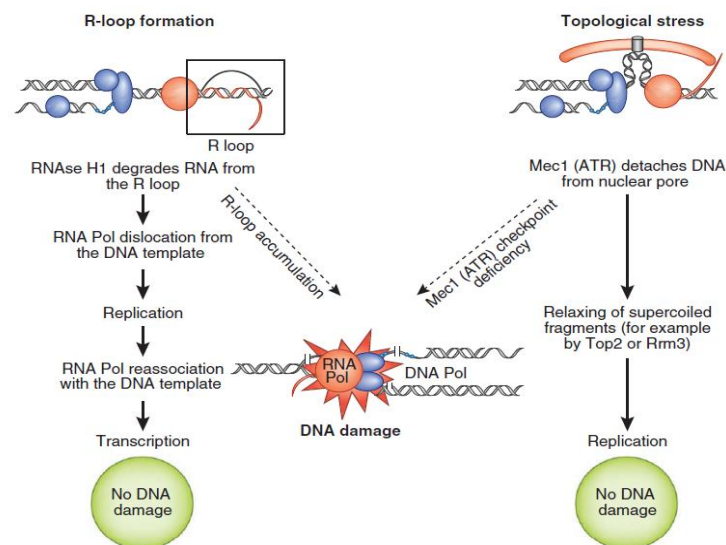 R-loop formation
R loop
RNAse H1 degrades RNA from
the R loop
RNA Pol dislocation from
the DNA template
Replication
RNA Pol reassociation
with the DNA template
Transcription
No DNA
damage
R-loop accumulation
RNA
Pol
DNA Pol
DNA damage
Topological stress
Mec1 (ATR) detaches DNA
from nuclear pore
Mec1 (ATR) checkpoint
deficiency
Relaxing of supercoiled
fragments (for example
by Top2 or Rrm3)
Replication
No DNA
damage